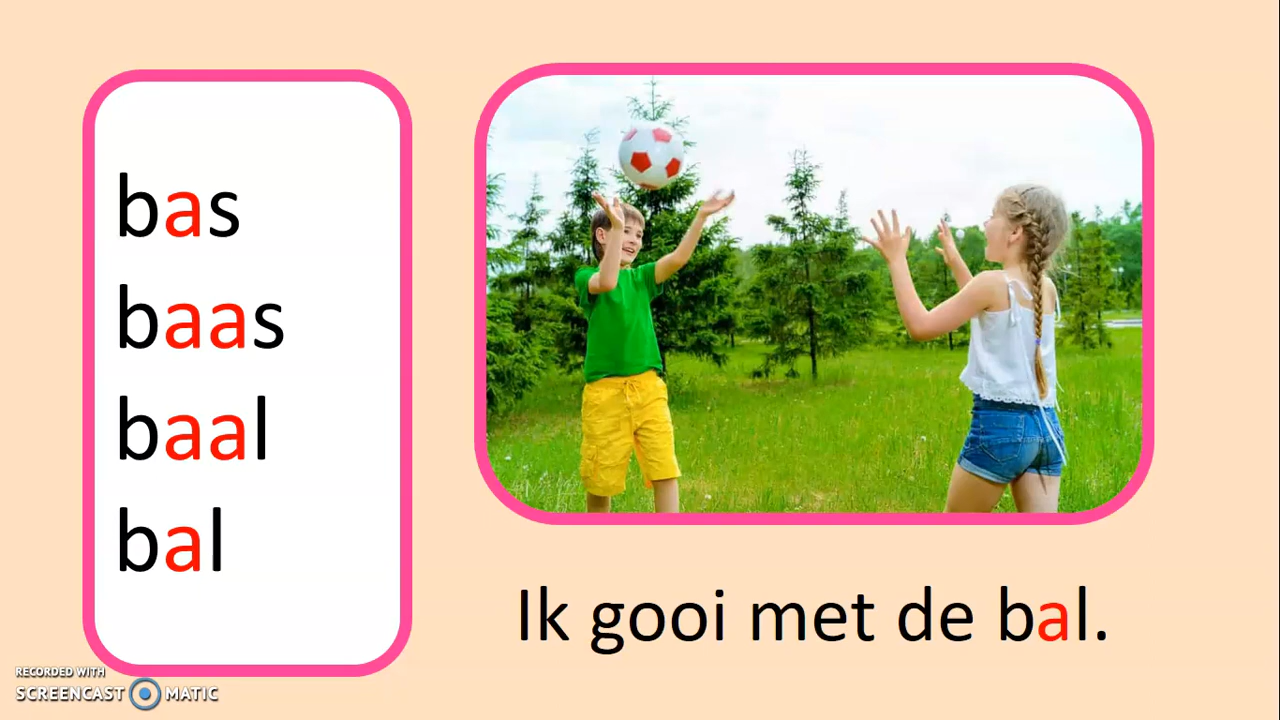 bas
baas
baal
bal
Ik gooi met de bal.
RECORDED WITH
SCREENCAST MATIC